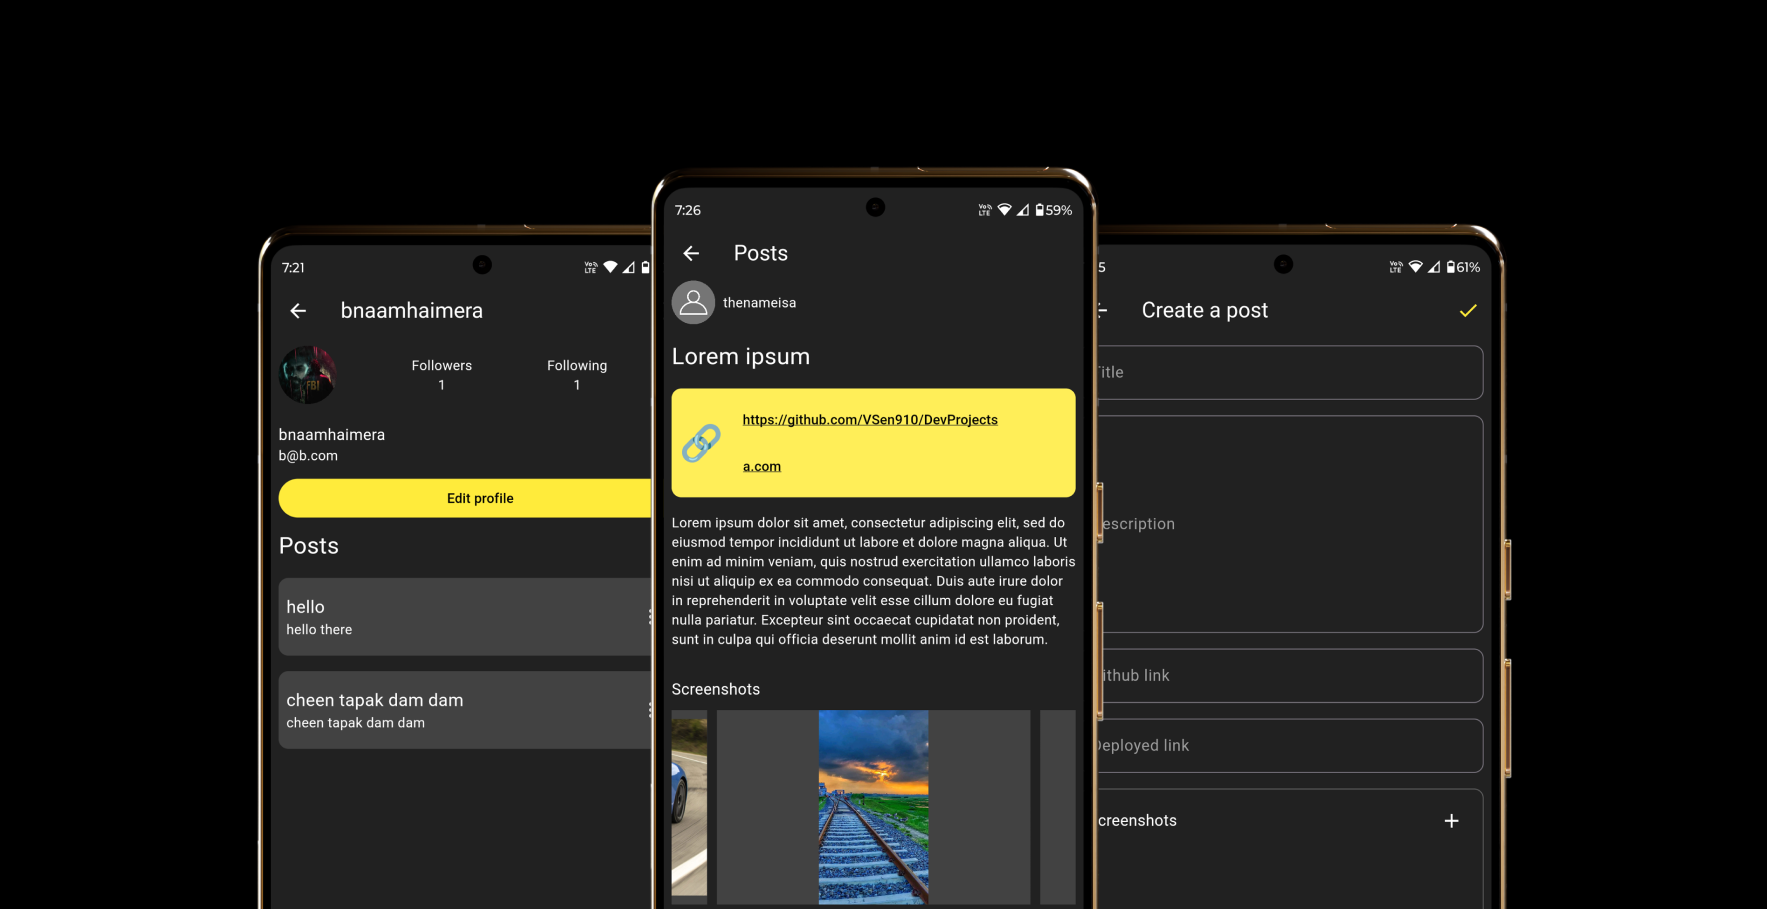 7:21
bnaamhaimera
FBI
Followers
1
Following
1
bnaamhaimera
b@b.com
Edit profile
Posts
hello
hello there
cheen tapak dam dam
cheen tapak dam dam
7:26
Vo LTE
59%
Posts
thenameisa
Lorem ipsum
https://github.com/VSen910/DevProjects
a.com
Lorem ipsum dolor sit amet, consectetur adipiscing elit, sed do
eiusmod tempor incididunt ut labore et dolore magna aliqua. Ut
enim ad minim veniam, quis nostrud exercitation ullamco laboris
nisi ut aliquip ex ea commodo consequat. Duis aute irure dolor
in reprehenderit in voluptate velit esse cillum dolore eu fugiat
nulla pariatur. Excepteur sint occaecat cupidatat non proident,
sunt in culpa qui officia deserunt mollit anim id est laborum.
Screenshots
5
Vo LTE
61%
Create a post
itle
escription
ithub link
eployed link
creenshots